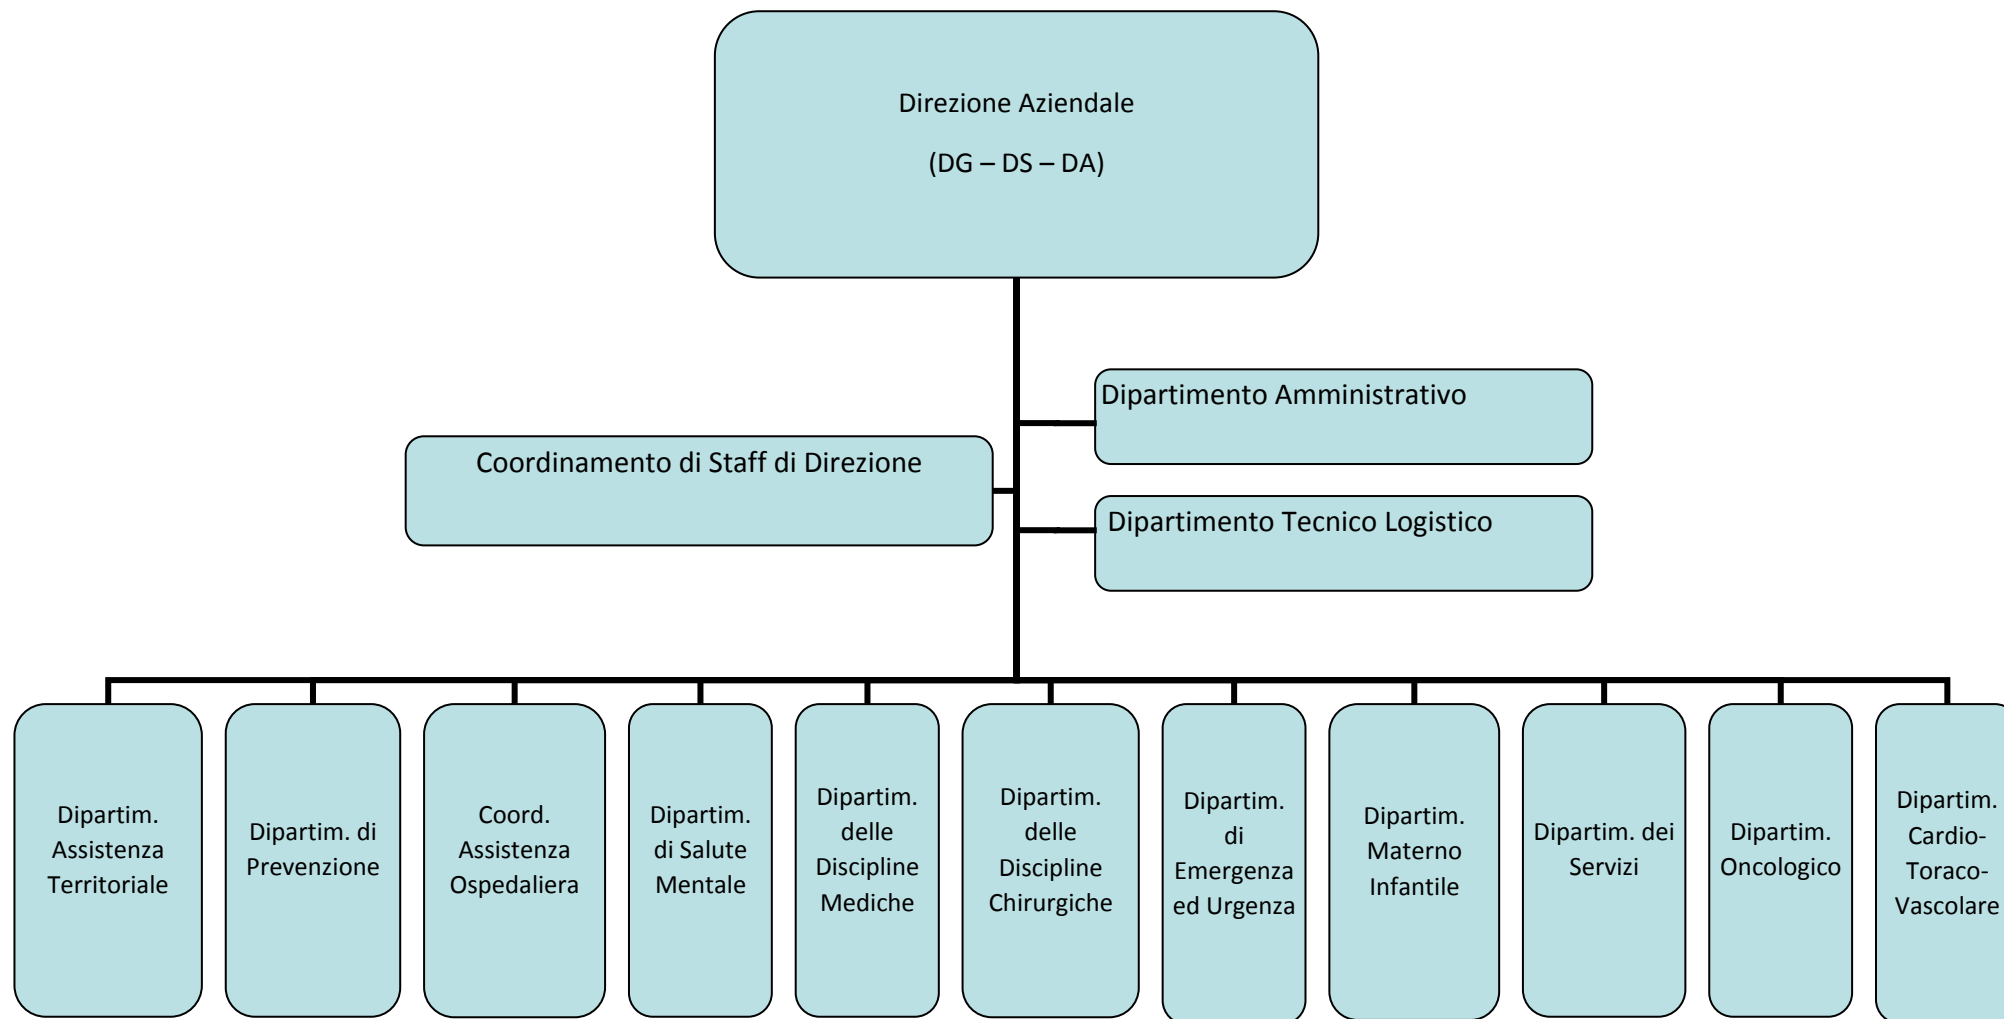 Direzione Aziendale
(DG – DS – DA)
Dipartimento Amministrativo
Coordinamento di Staff di Direzione
Dipartimento Tecnico Logistico
Dipartim.
Assistenza
Territoriale
Dipartim. di
Prevenzione
Coord.
Assistenza
Ospedaliera
Dipartim.
di Salute
Mentale
Dipartim.
delle
Discipline
Mediche
Dipartim.
delle
Discipline
Chirurgiche
Dipartim.
di
Emergenza
ed Urgenza
Dipartim.
Materno
Infantile
Dipartim. dei
Servizi
Dipartim.
Oncologico
Dipartim.
Cardio-
Toraco-
Vascolare